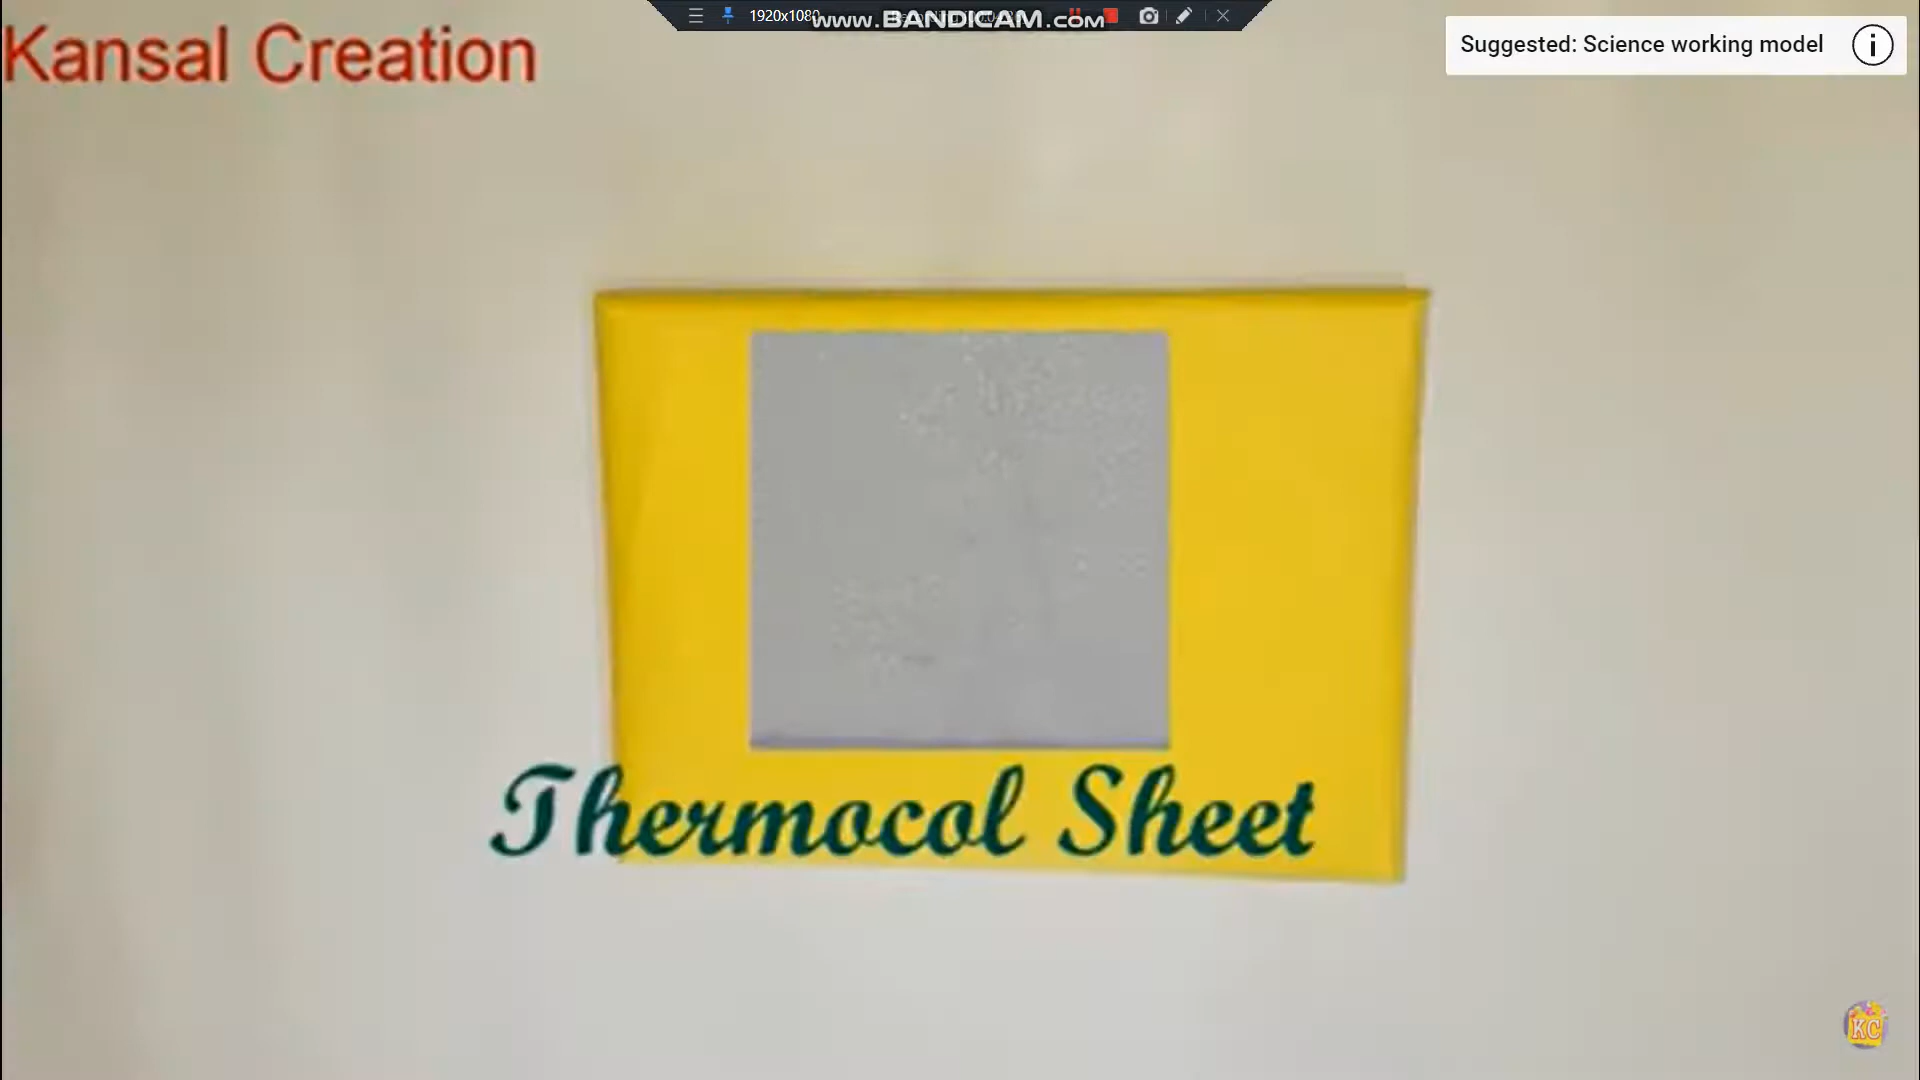 1920x1080
www.BANDICAM.com
Kansal Creation
Suggested: Science working model
Thermocol Sheet
KC